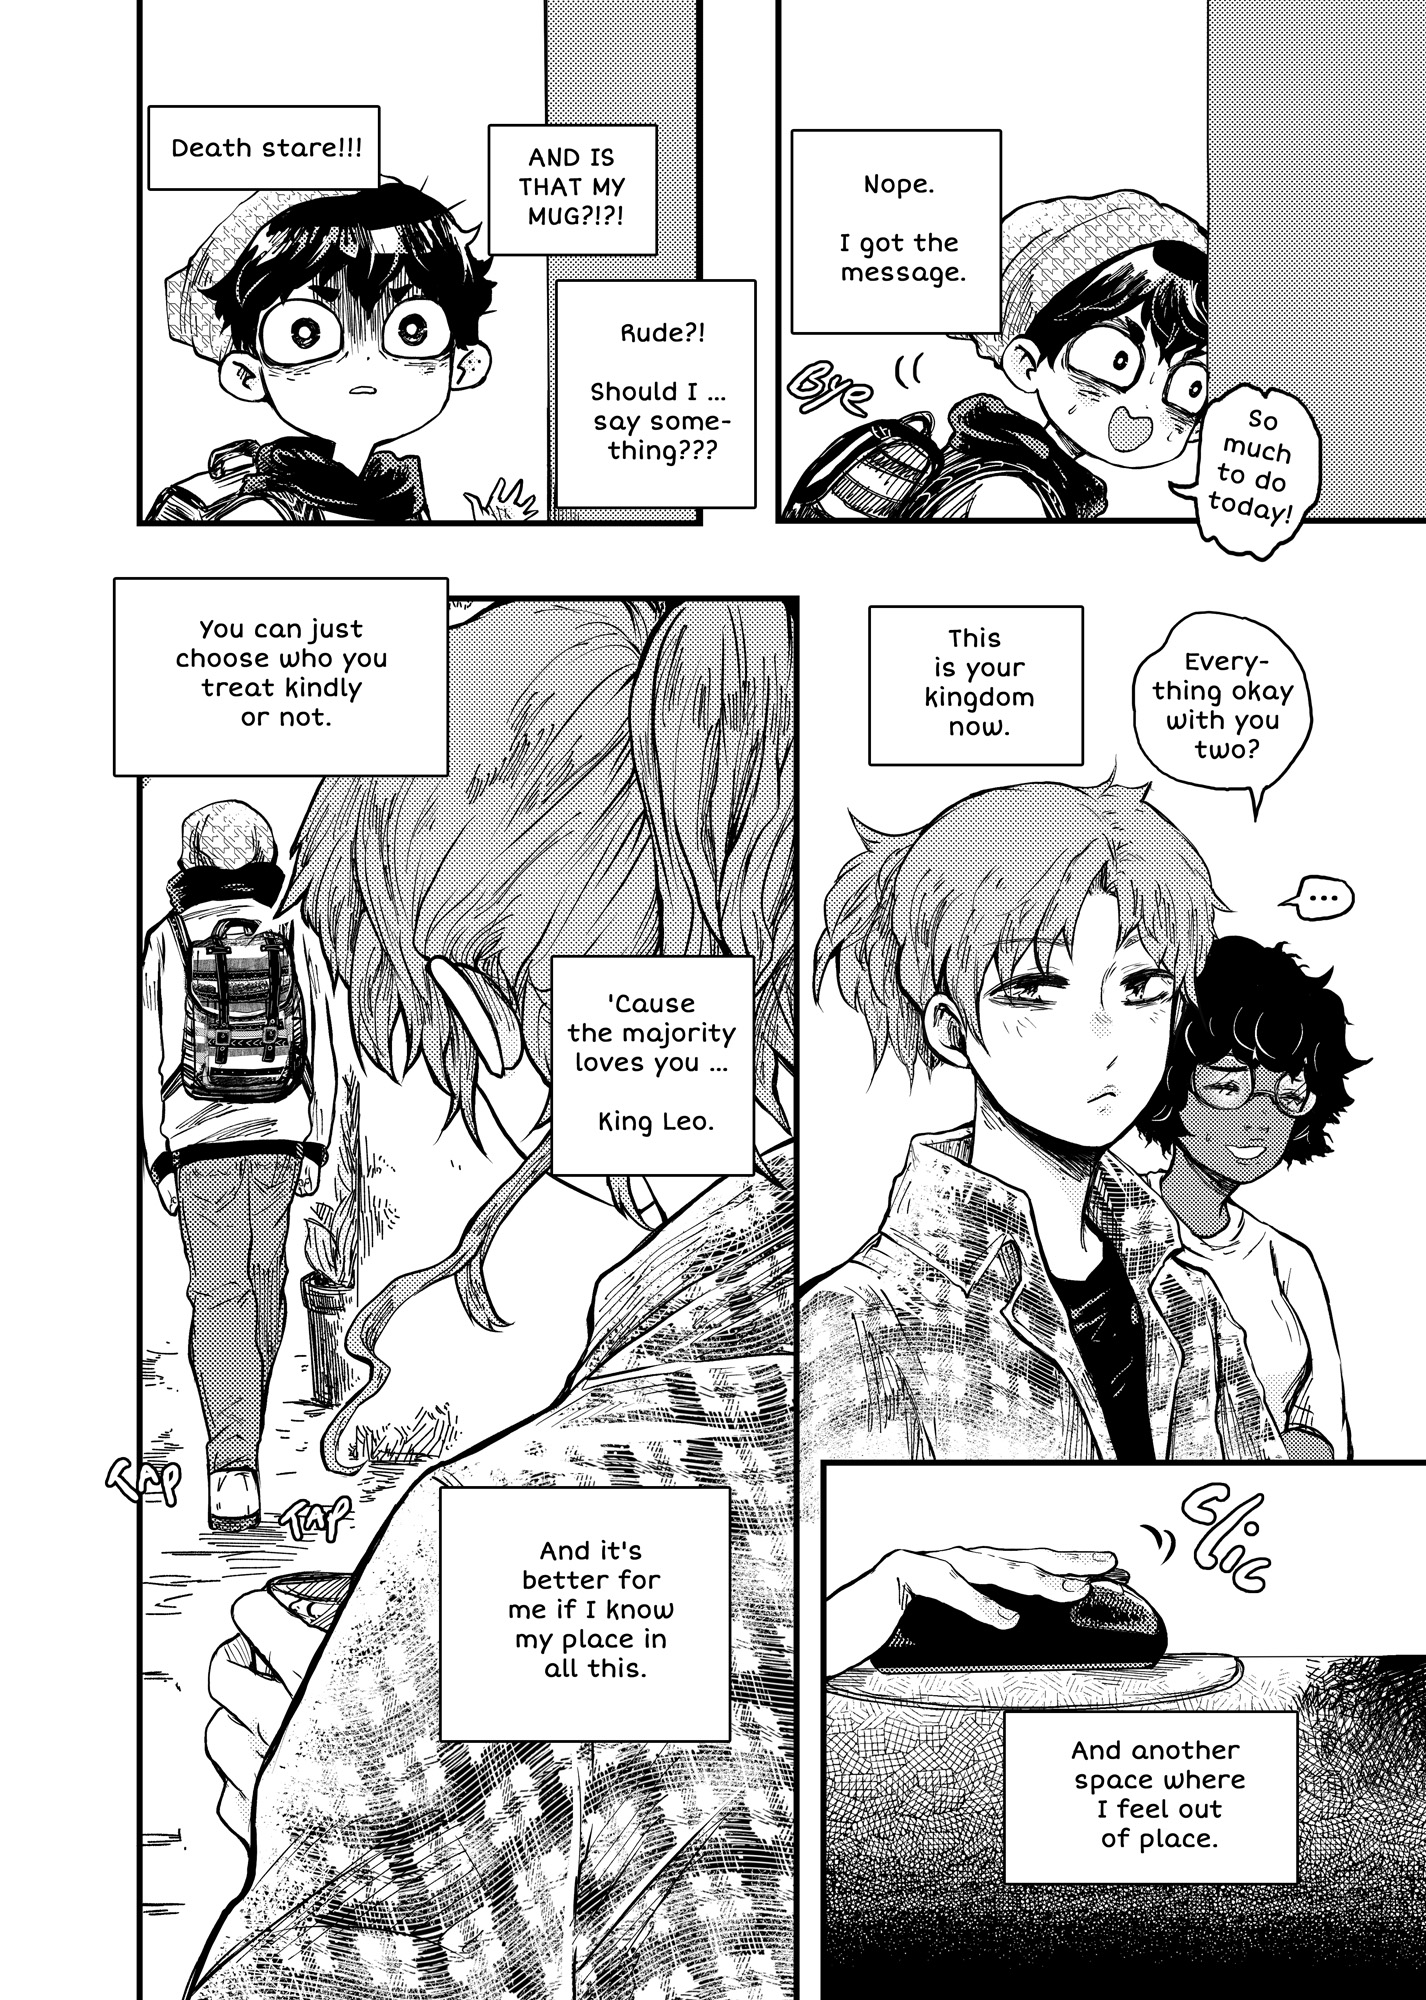 Death stare!!!
AND IS
THAT MY
MUG?!?!
Rude?!
Should I ...
say some-
thing???
Nope.
I got the
message.
Bye
So
much
to do
today!
You can just
choose who you
treat kindly
or not.
'Cause
the majority
loves you ...
King Leo.
TAP
TAP
And it's
better for
me if I know
my place in
all this.
This
is your
kingdom
now.
Every-
thing okay
with you
two?
...
Clic
And another
space where
I feel out
of place.